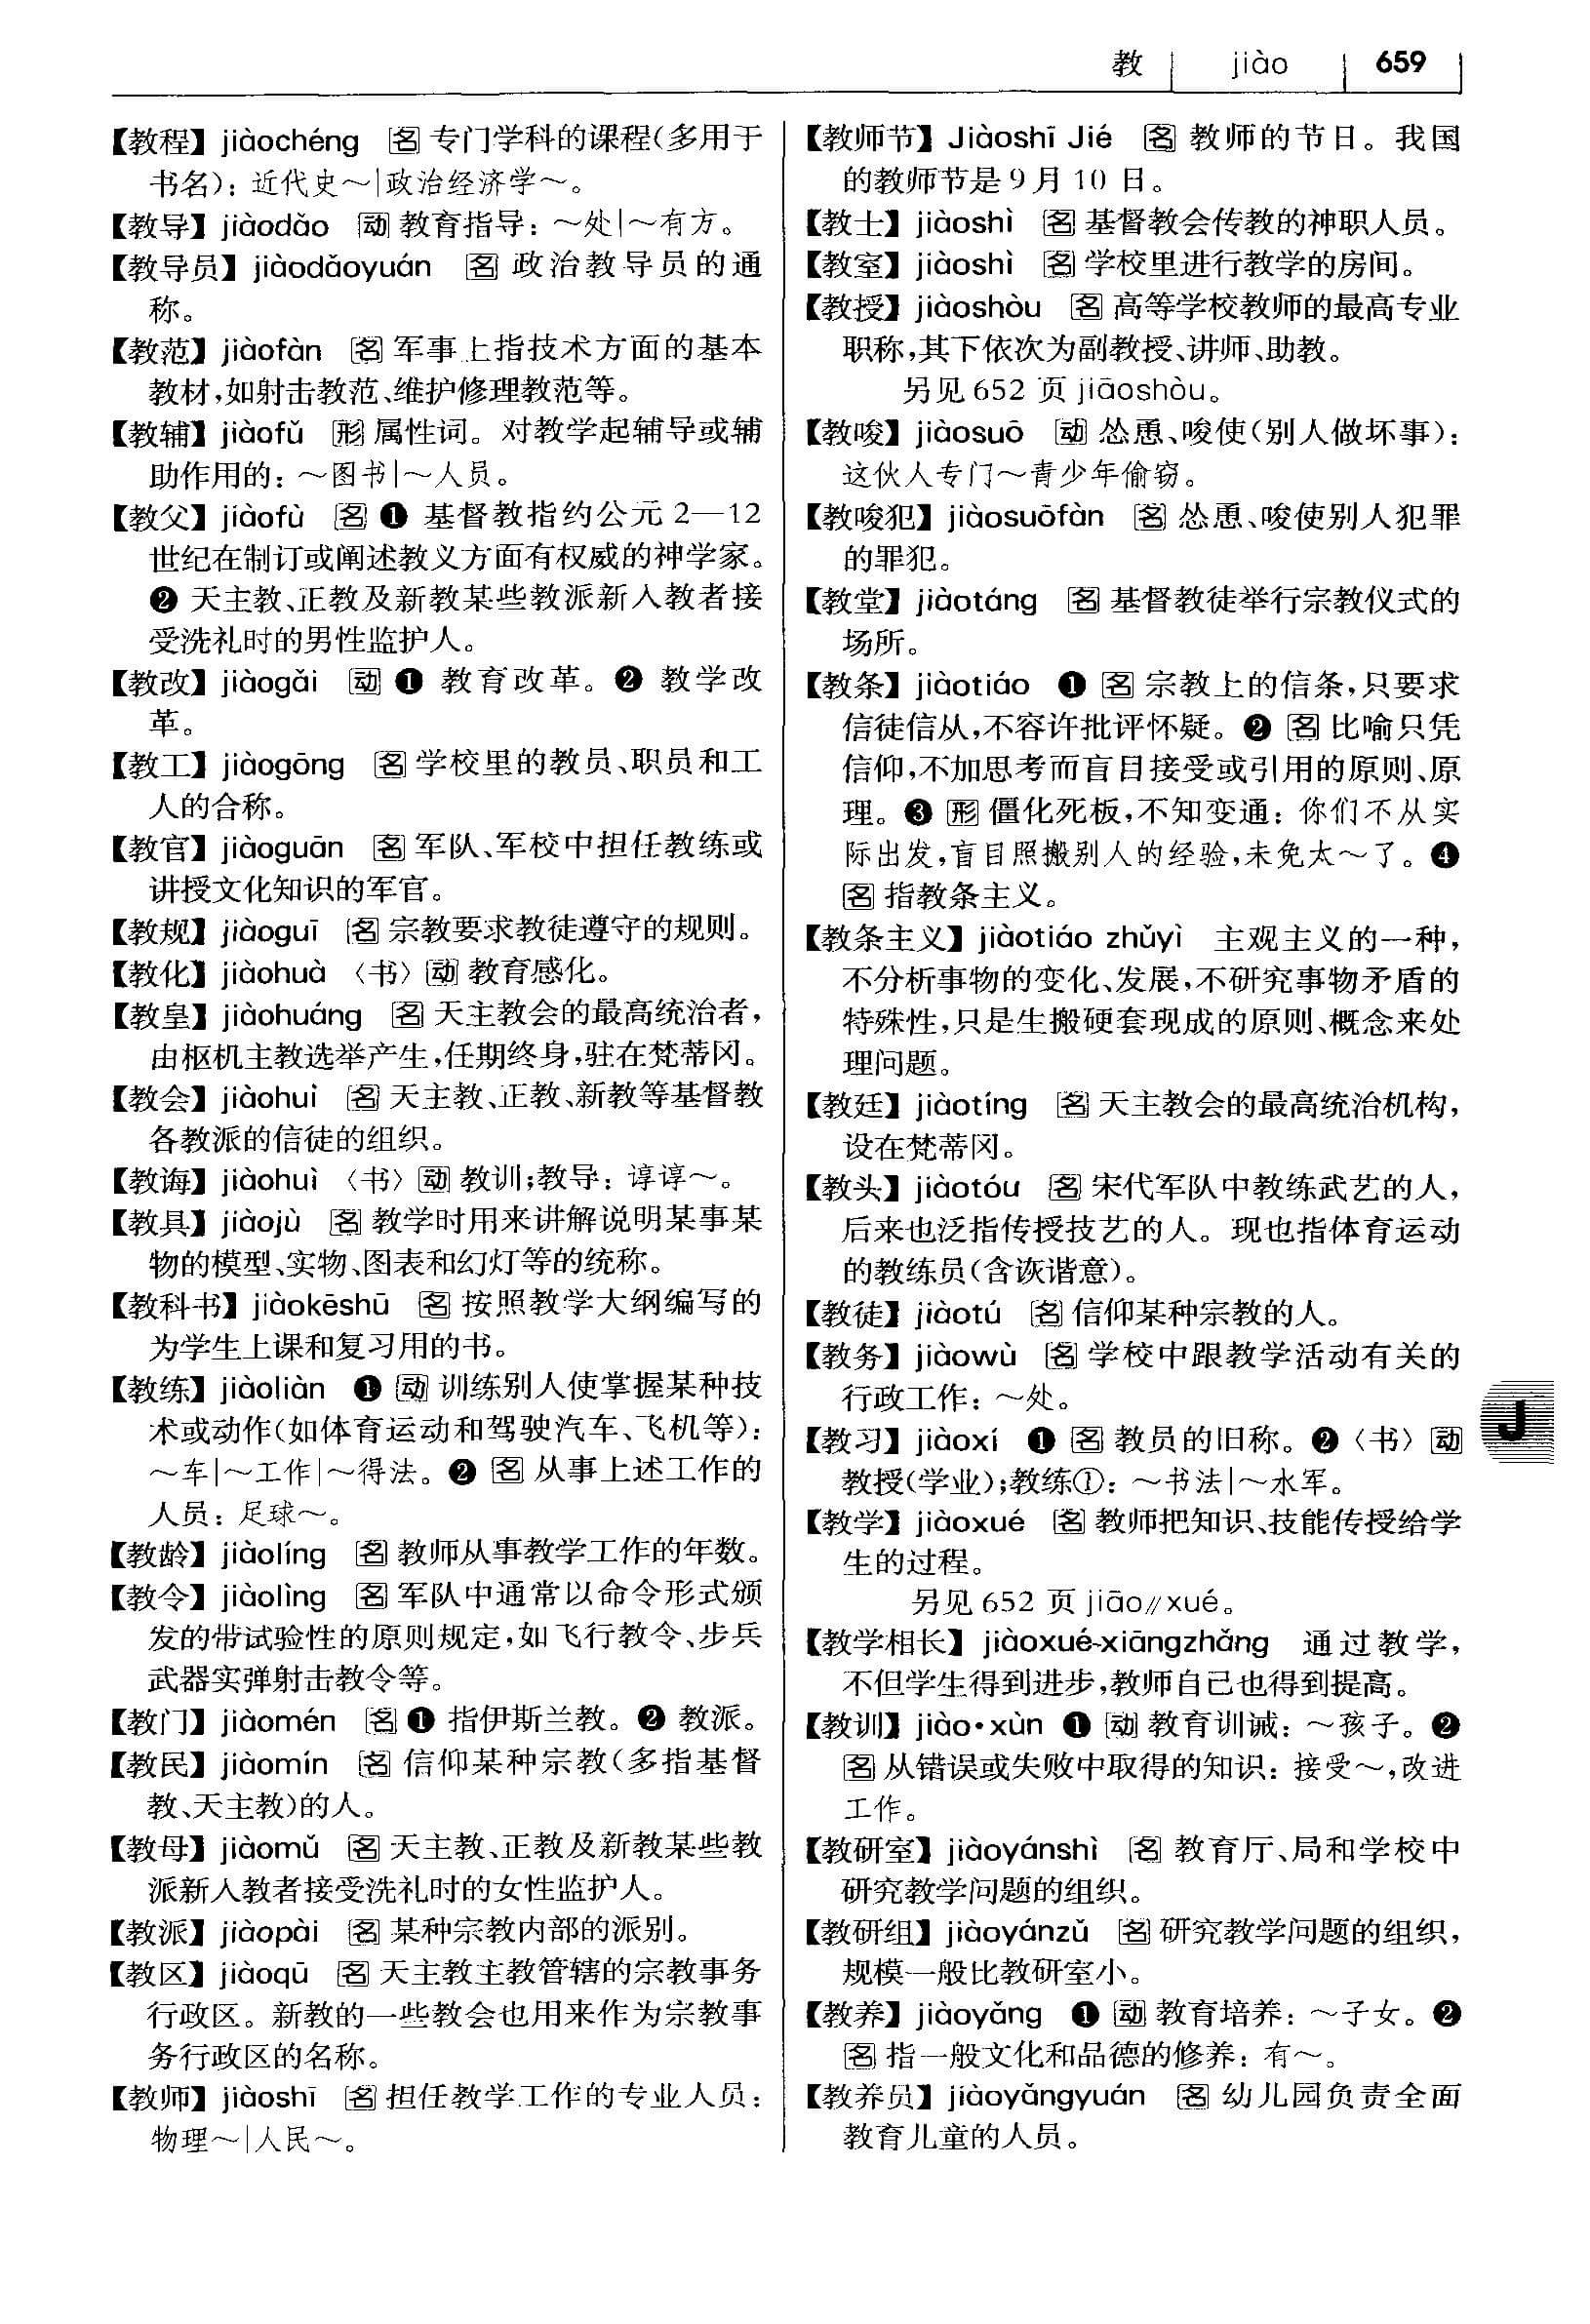 教 jiào 659
【教程】jiàochéng 名 专门学科的课程(多用于
书名):近代史～|政治经济学～。
【教导】jiàodǎo 动 教育指导:～处|～有方。
【教导员】jiàodǎoyuán 名 政治教导员的通
称。
【教范】jiàofàn 名 军事上指技术方面的基本
教材,如射击教范、维护修理教范等。
【教辅】jiàofǔ 形 属性词。对教学起辅导或辅
助作用的:～图书|～人员。
【教父】jiàofù 名 ❶ 基督教指约公元 2—12
世纪在制订或阐述教义方面有权威的神学家。
❷ 天主教、正教及新教某些教派新入教者接
受洗礼时的男性监护人。
【教改】jiàogǎi 动 ❶ 教育改革。❷ 教学改
革。
【教工】jiàogōng 名 学校里的教员、职员和工
人的合称。
【教官】jiàoguān 名 军队、军校中担任教练或
讲授文化知识的军官。
【教规】jiàoguī 名 宗教要求教徒遵守的规则。
【教化】jiàohuà〈书〉动 教育感化。
【教皇】jiàohuáng 名 天主教会的最高统治者,
由枢机主教选举产生,任期终身,驻在梵蒂冈。
【教会】jiàohuì 名 天主教、正教、新教等基督教
各教派的信徒的组织。
【教诲】jiàohuì〈书〉动 教训;教导:谆谆～。
【教具】jiàojù 名 教学时用来讲解说明某事某
物的模型、实物、图表和幻灯等的统称。
【教科书】jiàokēshū 名 按照教学大纲编写的
为学生上课和复习用的书。
【教练】jiàoliàn ❶ 动 训练别人使掌握某种技
术或动作(如体育运动和驾驶汽车、飞机等):
～车|～工作|～得法。❷ 名 从事上述工作的
人员:足球～。
【教龄】jiàolíng 名 教师从事教学工作的年数。
【教令】jiàolìng 名 军队中通常以命令形式颁
发的带试验性的原则规定,如飞行教令、步兵
武器实弹射击教令等。
【教门】jiàomén 名 ❶ 指伊斯兰教。❷ 教派。
【教民】jiàomín 名 信仰某种宗教(多指基督
教、天主教)的人。
【教母】jiàomǔ 名 天主教、正教及新教某些教
派新入教者接受洗礼时的女性监护人。
【教派】jiàopài 名 某种宗教内部的派别。
【教区】jiàoqū 名 天主教主教管辖的宗教事务
行政区。新教的一些教会也用来作为宗教事
务行政区的名称。
【教师】jiàoshī 名 担任教学工作的专业人员:
物理～|人民～。
【教师节】Jiàoshī Jié 名 教师的节日。我国
的教师节是9月10日。
【教士】jiàoshì 名 基督教会传教的神职人员。
【教室】jiàoshì 名 学校里进行教学的房间。
【教授】jiàoshòu 名 高等学校教师的最高专业
职称,其下依次为副教授、讲师、助教。
另见652 页 jiāoshòu。
【教唆】jiàosuō 动 怂恿、唆使(别人做坏事):
这伙人专门～青少年偷窃。
【教唆犯】jiàosuōfàn 名 怂恿、唆使别人犯罪
的罪犯。
【教堂】jiàotáng 名 基督教徒举行宗教仪式的
场所。
【教条】jiàotiáo ❶ 名 宗教上的信条,只要求
信徒信从,不容许批评怀疑。❷ 名 比喻只凭
信仰,不加思考而盲目接受或引用的原则、原
理。❸ 形 僵化死板,不知变通:你们不从实
际出发,盲目照搬别人的经验,未免太～了。❹
名 指教条主义。
【教条主义】jiàotiáo zhǔyì 主观主义的一种,
不分析事物的变化、发展,不研究事物矛盾的
特殊性,只是生搬硬套现成的原则、概念来处
理问题。
【教廷】jiàotíng 名 天主教会的最高统治机构,
设在梵蒂冈。
【教头】jiàotóu 名 宋代军队中教练武艺的人,
后来也泛指传授技艺的人。现也指体育运动
的教练员(含诙谐意)。
【教徒】jiàotú 名 信仰某种宗教的人。
【教务】jiàowù 名 学校中跟教学活动有关的
行政工作:～处。
【教习】jiàoxí ❶ 名 教员的旧称。❷〈书〉动
教授(学业);教练①:～书法|～水军。
【教学】jiàoxué 名 教师把知识、技能传授给学
生的过程。
另见652 页 jiāo∥xué。
【教学相长】jiàoxué-xiāngzhǎng 通过教学,
不但学生得到进步,教师自己也得到提高。
【教训】jiào·xùn ❶ 动 教育训诫:～孩子。❷
名 从错误或失败中取得的知识:接受～,改进
工作。
【教研室】jiàoyánshì 名 教育厅、局和学校中
研究教学问题的组织。
【教研组】jiàoyánzǔ 名 研究教学问题的组织,
规模一般比教研室小。
【教养】jiàoyǎng ❶ 动 教育培养:～子女。❷
名 指一般文化和品德的修养:有～。
【教养员】jiàoyǎngyuán 名 幼儿园负责全面
教育儿童的人员。
J